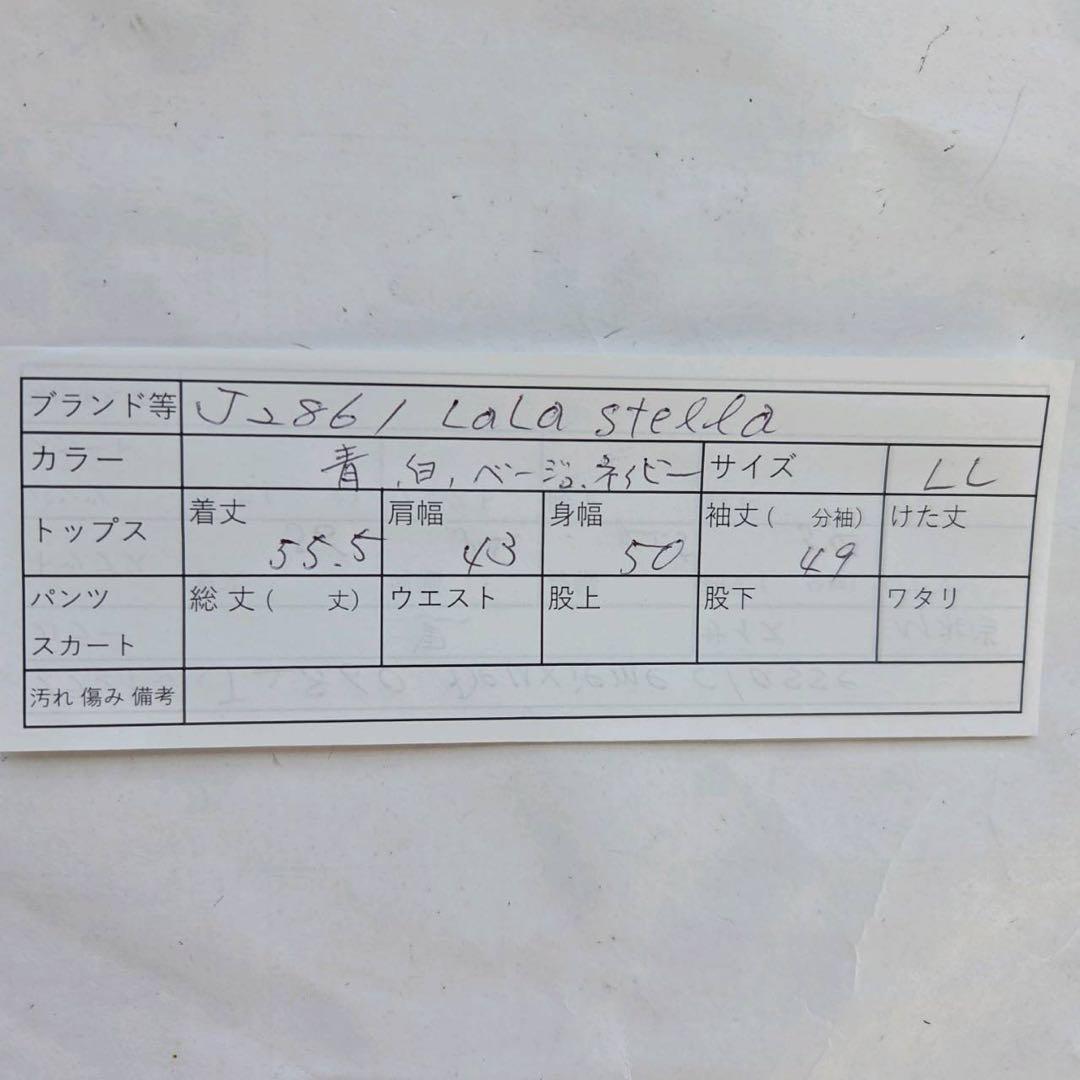 ブランド等 J2861 LaLa stella
カラー 青,白,ベージュ,ネイビー サイズ LL
トップス 着丈 55.5 肩幅 43 身幅 50 袖丈( 分袖) 49 けた丈
パンツ スカート 総丈( 丈) ウエスト 股上 股下 ワタリ
汚れ 傷み 備考